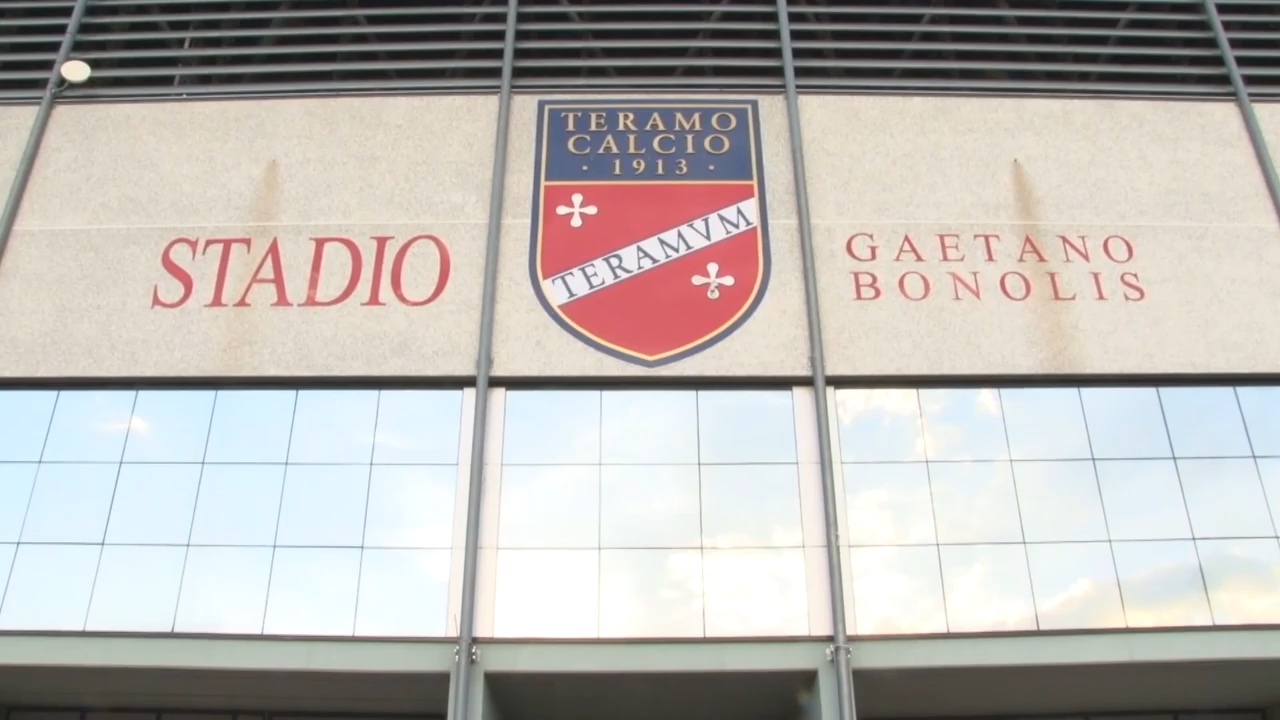 STADIO
TERAMO
CALCIO
· 1913 ·
TERAMVM
GAETANO
BONOLIS